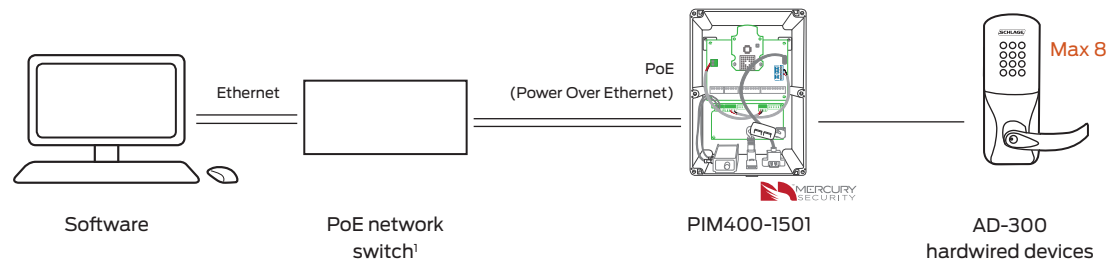 Ethernet
PoE
(Power Over Ethernet)
SCHLAGE
Max 8
MERCURY
SECURITY
Software
PoE network
switch¹
PIM400-1501
AD-300
hardwired devices